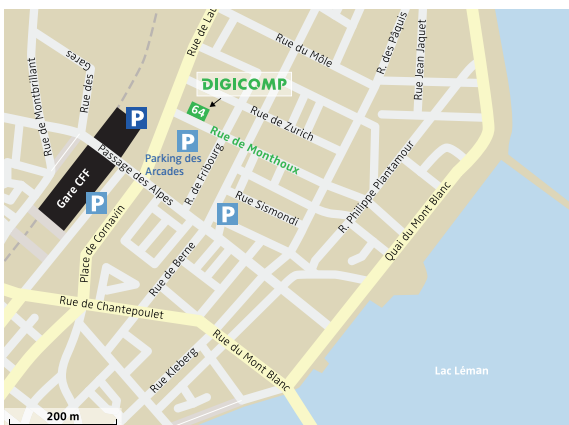 Rue de Lau
Rue du Môle
R. des Pâquis
Rue Jean Jaquet
Rue des Gares
Rue de Montbrillant
DIGICOMP
64
P
Rue de Zurich
Rue de Monthoux
P
Parking des
Arcades
Passage des Alpes
R. de Fribourg
Gare CFF
P
P
Rue Sismondi
R. Philippe Plantamour
Quai du Mont Blanc
Place de Cornavin
Rue de Berne
Rue de Chantepoulet
Rue du Mont Blanc
Rue Kleberg
Lac Léman
200 m